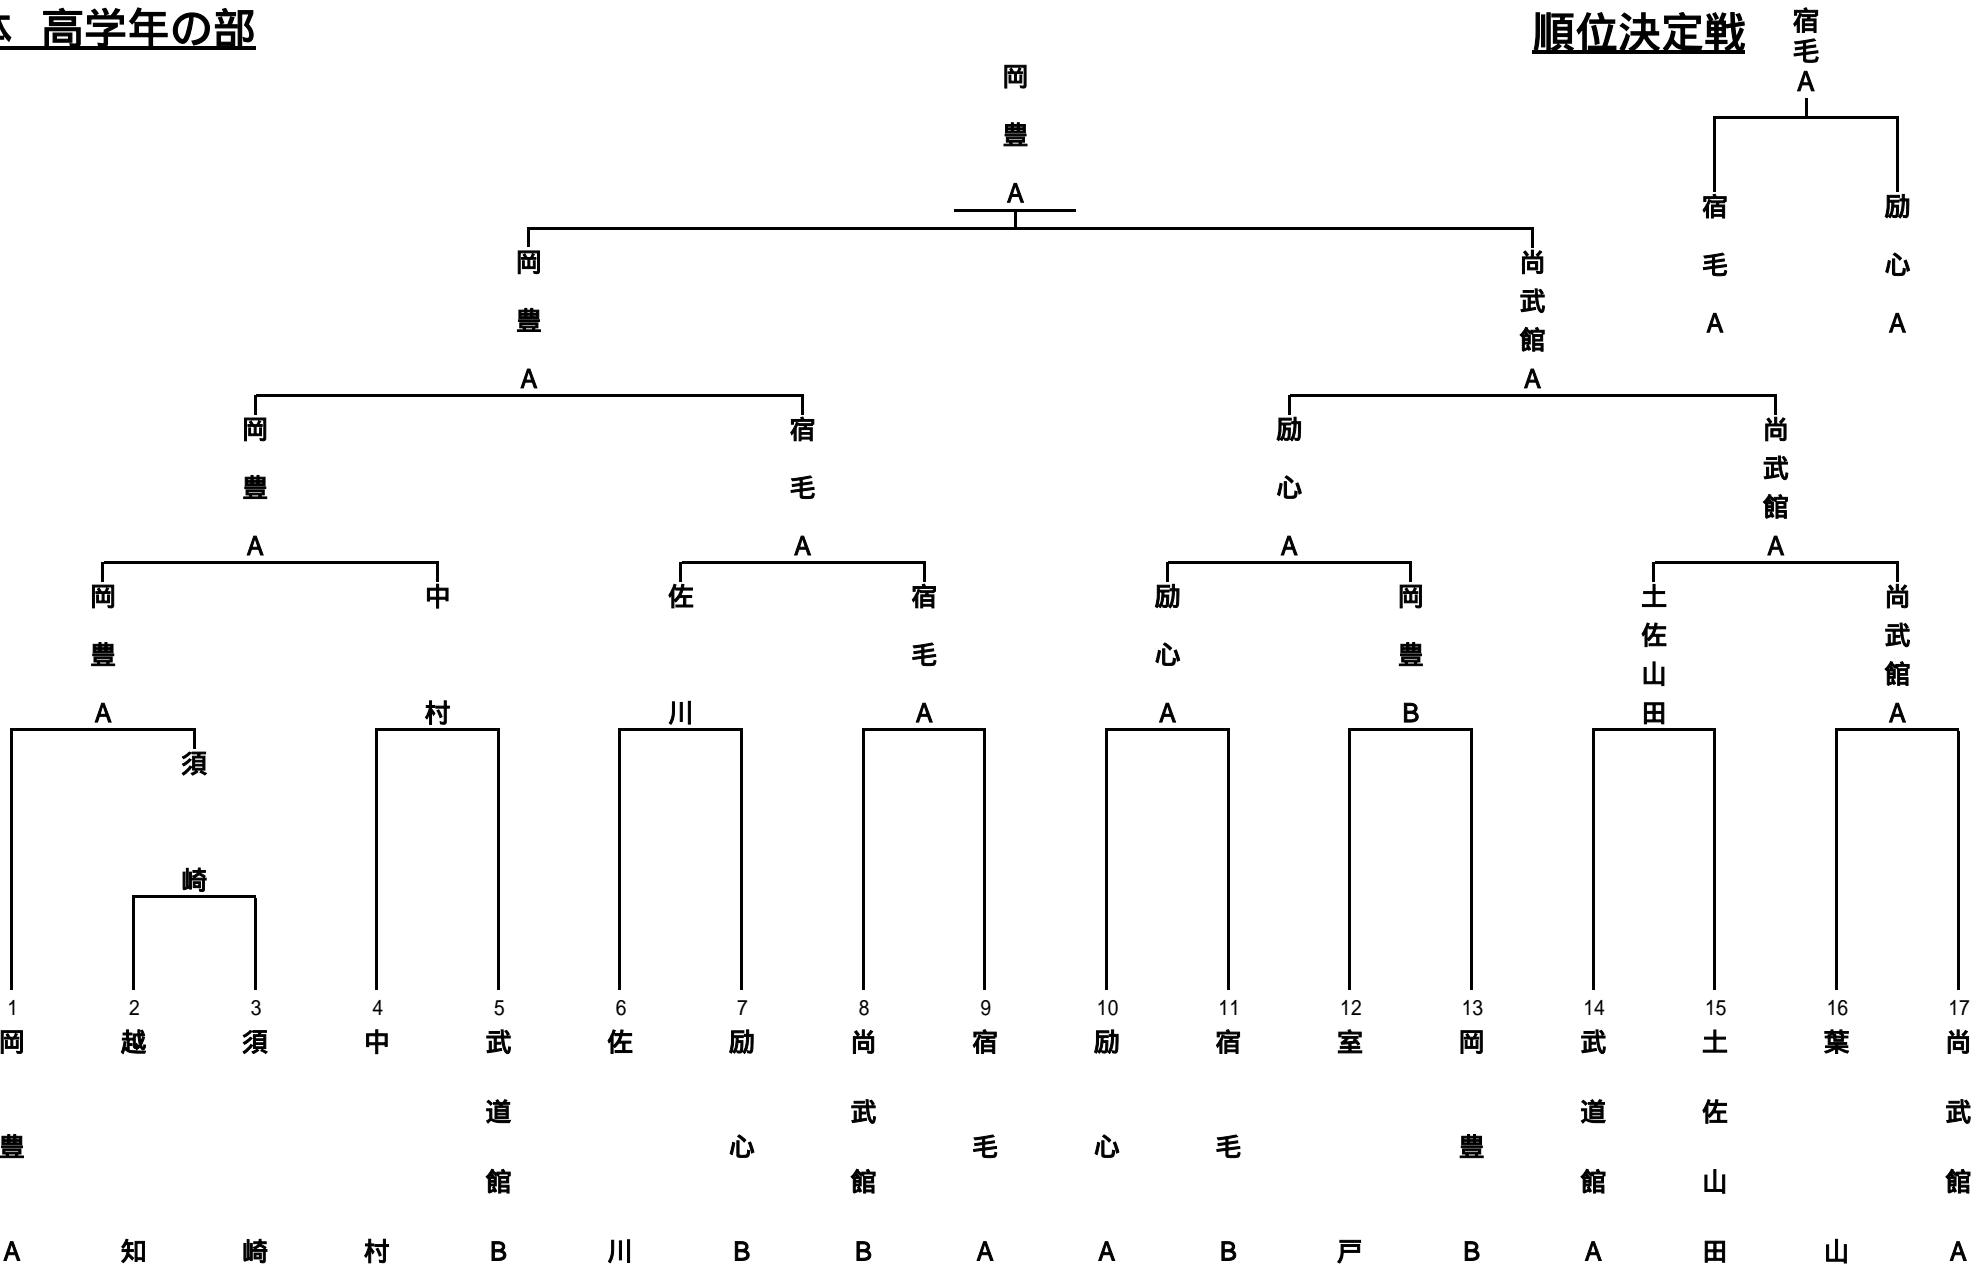 高学年の部
順位決定戦
宿毛A
宿毛A
励心A
岡豊A
岡豊A
尚武館A
岡豊A
宿毛A
励心A
尚武館A
岡豊A
中村
佐川
宿毛A
励心A
岡豊B
土佐山田
尚武館A
須崎
1 2 3 4 5 6 7 8 9 10 11 12 13 14 15 16 17
岡豊A
越知
須崎
中村
武道館B
佐川
励心B
尚武館B
宿毛A
励心A
宿毛B
室戸
岡豊B
武道館A
土佐山田
葉山
尚武館A